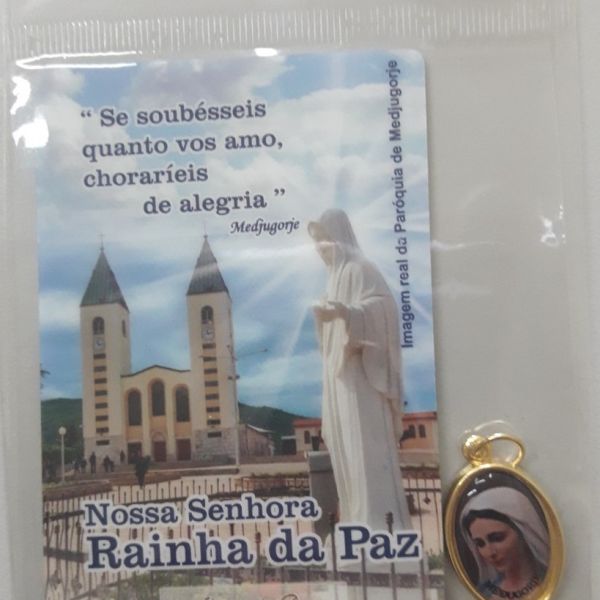 “ Se soubésseis
quanto vos amo,
choraríeis
de alegria ”
Medjugorje
Imagem real da Paróquia de Medjugorje
Nossa Senhora
Rainha da Paz
MEDJUGORJE